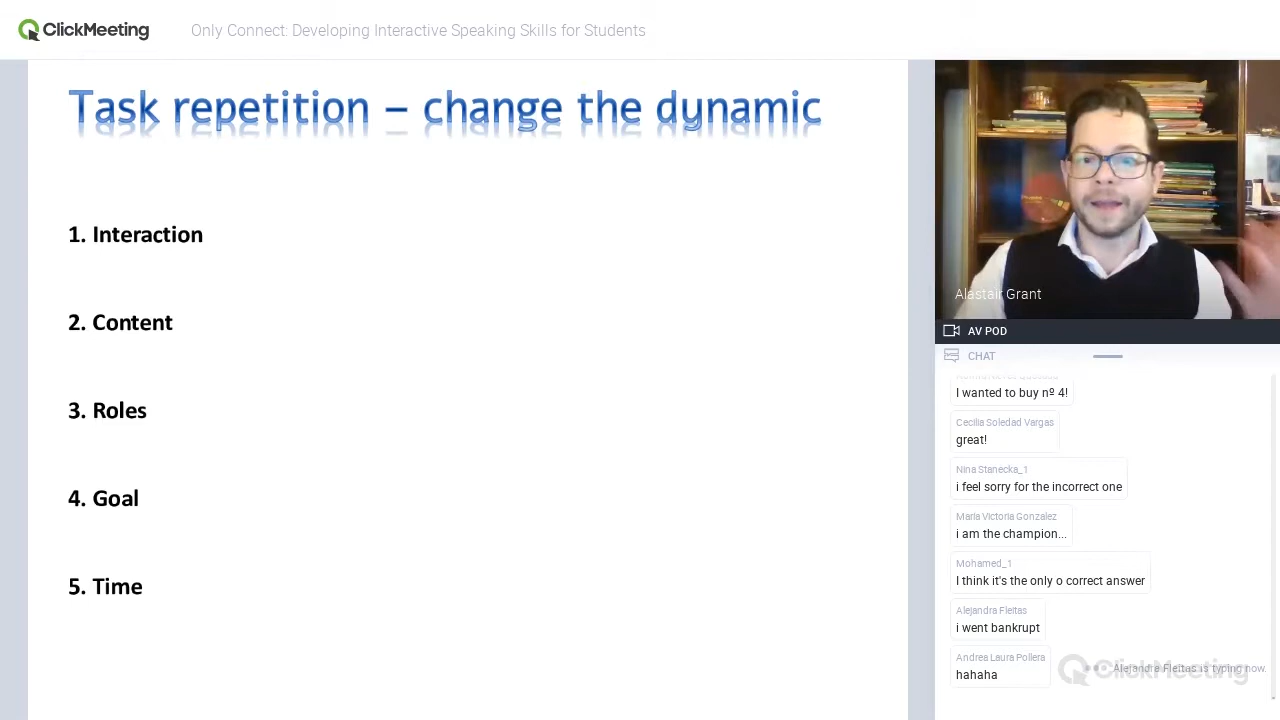 ClickMeeting
Only Connect: Developing Interactive Speaking Skills for Students
Task repetition – change the dynamic
1. Interaction
2. Content
3. Roles
4. Goal
5. Time
Alastair Grant
AV POD
CHAT
I wanted to buy nº 4!
Cecilia Soledad Vargas
great!
Nina Stanecka_1
i feel sorry for the incorrect one
Maria Victoria Gonzalez
i am the champion...
Mohamed_1
I think it's the only o correct answer
Alejandra Fleitas
i went bankrupt
Andrea Laura Pollera
hahaha
Alejandra Fleitas is typing now.
ClickMeeting